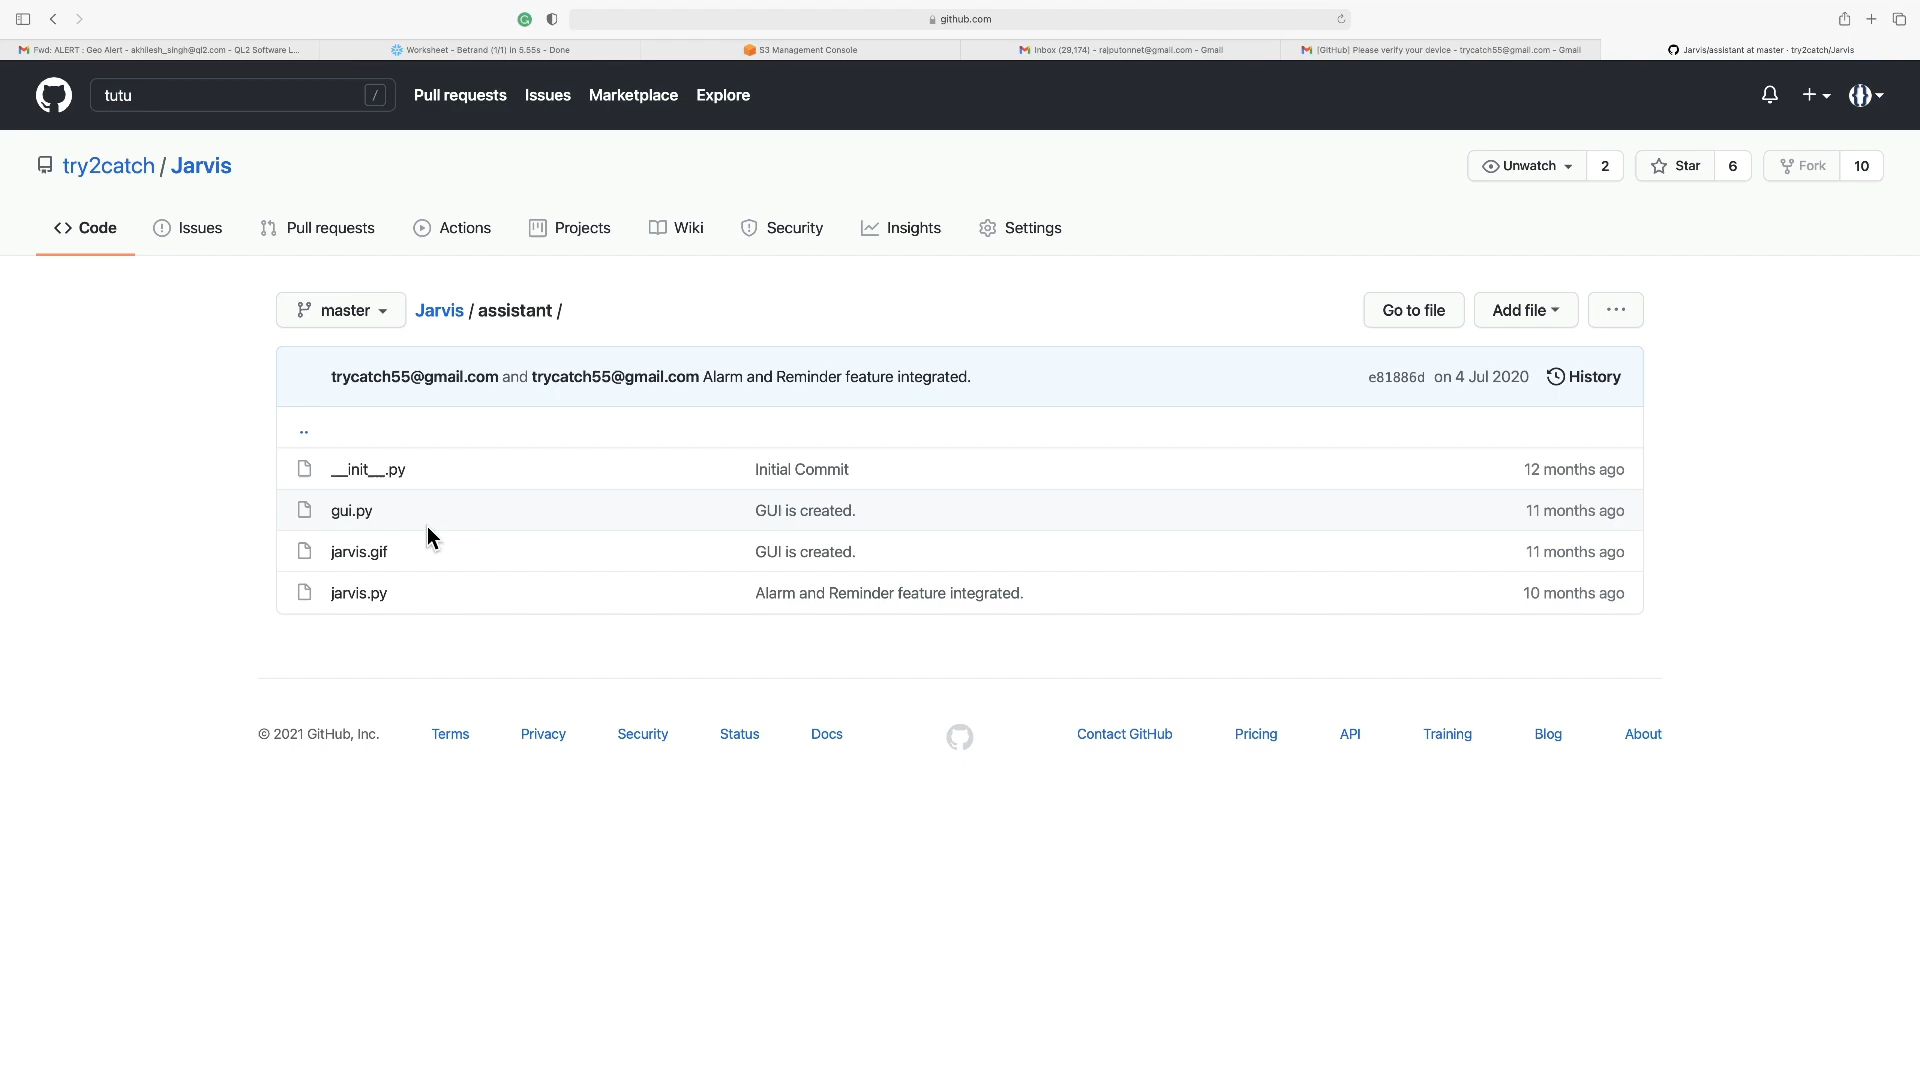 github.com
Fwd: ALERT : Geo Alert - akhilesh_singh@ql2.com - QL2 Software L...
Worksheet - Betrand (1/1) in 5.55s - Done
S3 Management Console
Inbox (29,174) - rajputonnet@gmail.com - Gmail
[GitHub] Please verify your device - trycatch55@gmail.com - Gmail
Jarvis/assistant at master · try2catch/Jarvis
tutu
/
Pull requests
Issues
Marketplace
Explore
try2catch / Jarvis
Unwatch
2
Star
6
Fork
10
Code
Issues
Pull requests
Actions
Projects
Wiki
Security
Insights
Settings
master
Jarvis / assistant /
Go to file
Add file
trycatch55@gmail.com and trycatch55@gmail.com Alarm and Reminder feature integrated.
e81886d on 4 Jul 2020
History
..
__init__.py
Initial Commit
12 months ago
gui.py
GUI is created.
11 months ago
jarvis.gif
GUI is created.
11 months ago
jarvis.py
Alarm and Reminder feature integrated.
10 months ago
© 2021 GitHub, Inc.
Terms
Privacy
Security
Status
Docs
Contact GitHub
Pricing
API
Training
Blog
About